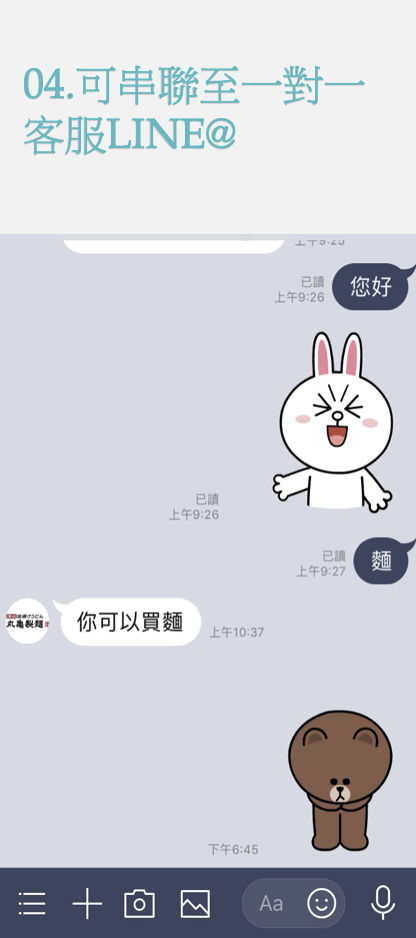 04.可串聯至一對一
客服LINE@
上午9:25
已讀
上午9:26
您好
已讀
上午9:26
已讀
上午9:27
麵
丸亀製麵
你可以買麵
上午10:37
下午6:45
Aa